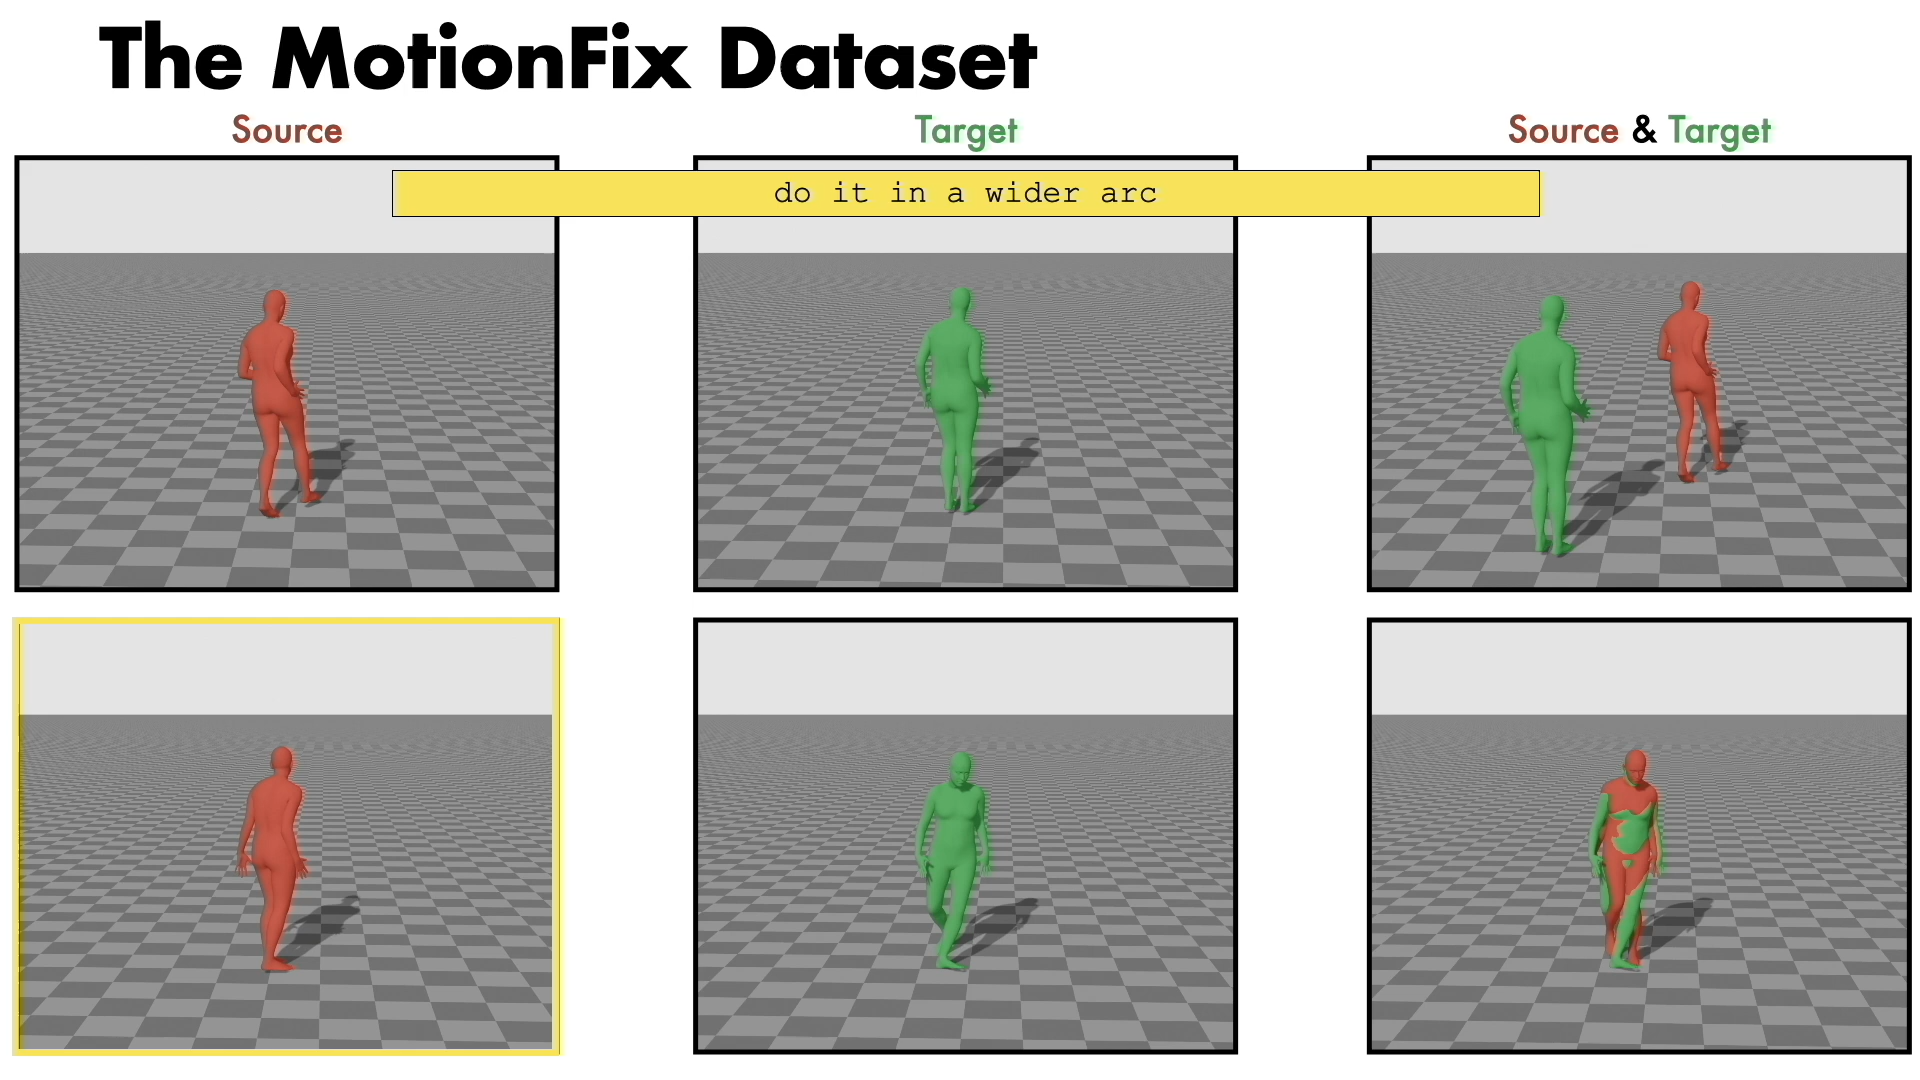 The MotionFix Dataset
Source
Target
Source & Target
do it in a wider arc